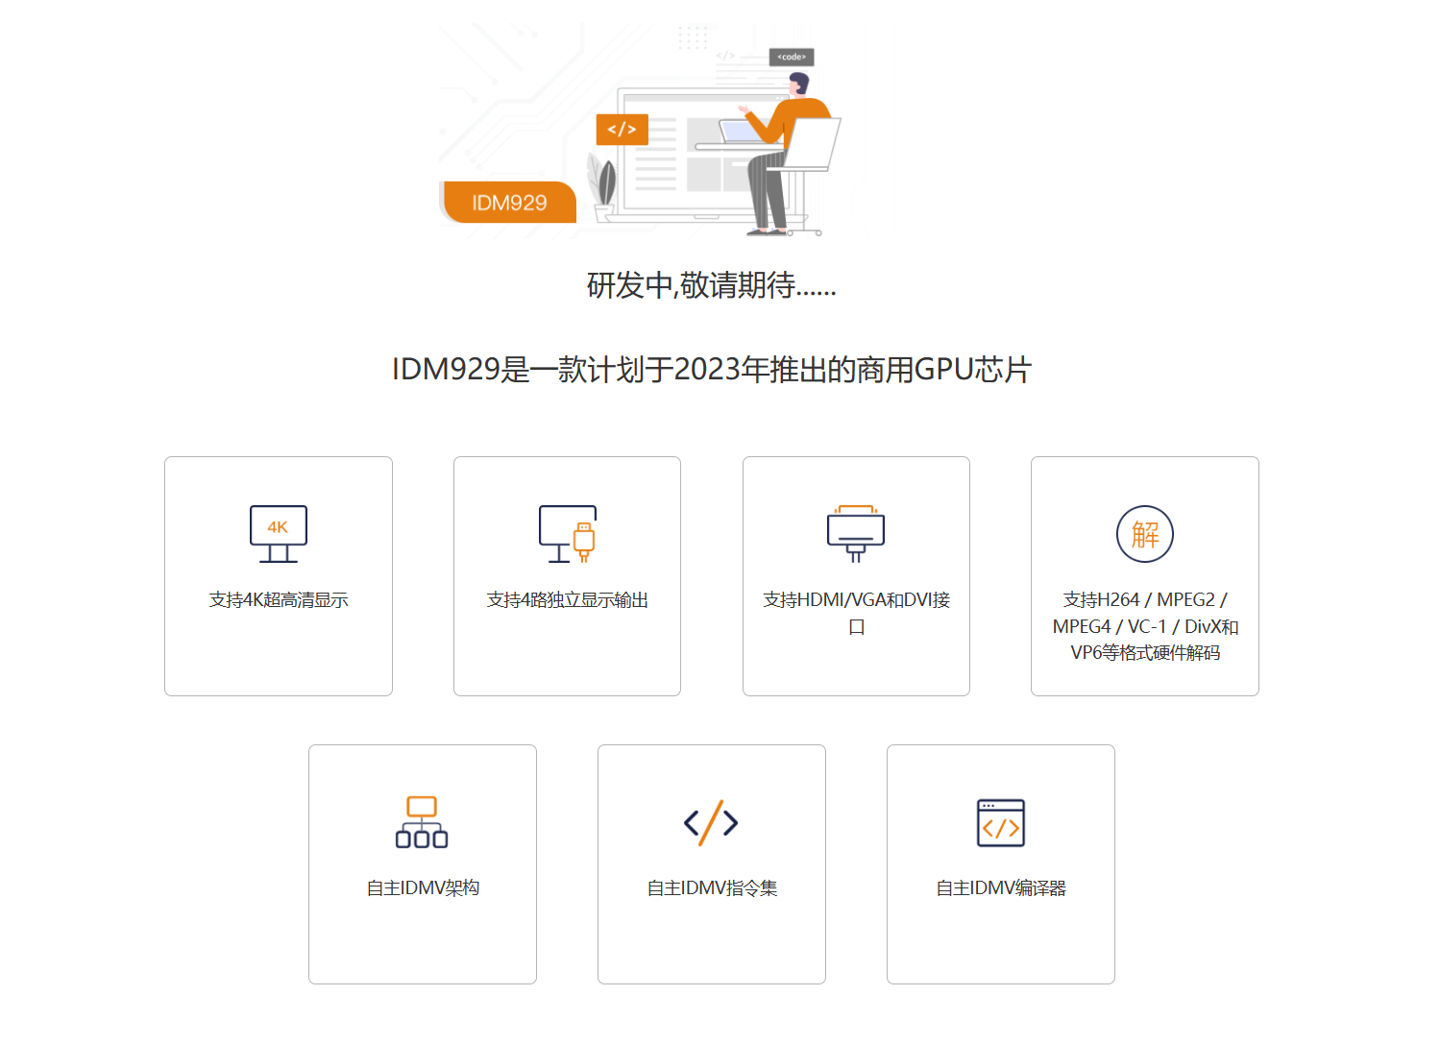 </>
<code>
</>
IDM929
研发中,敬请期待......
IDM929是一款计划于2023年推出的商用GPU芯片
4K
解
支持4K超高清显示
支持4路独立显示输出
支持HDMI/VGA和DVI接
口
支持H264 / MPEG2 /
MPEG4 / VC-1 / DivX和
VP6等格式硬件解码
</>
</>
自主IDMV架构
自主IDMV指令集
自主IDMV编译器